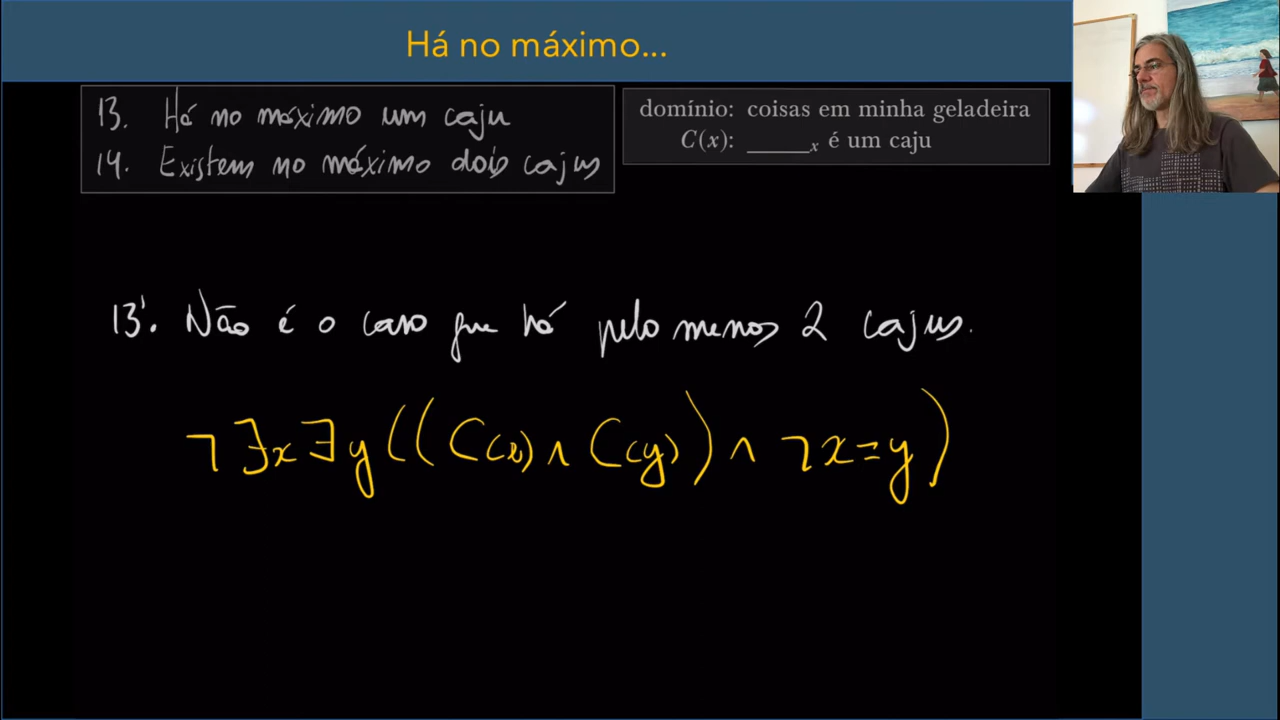 Há no máximo...
13. Há no máximo um caju
14. Existem no máximo dois cajus
domínio: coisas em minha geladeira
C(x): _____x é um caju
13'. Não é o caso que há pelo menos 2 cajus.
¬∃x∃y((C(x)∧C(y))∧¬x=y)